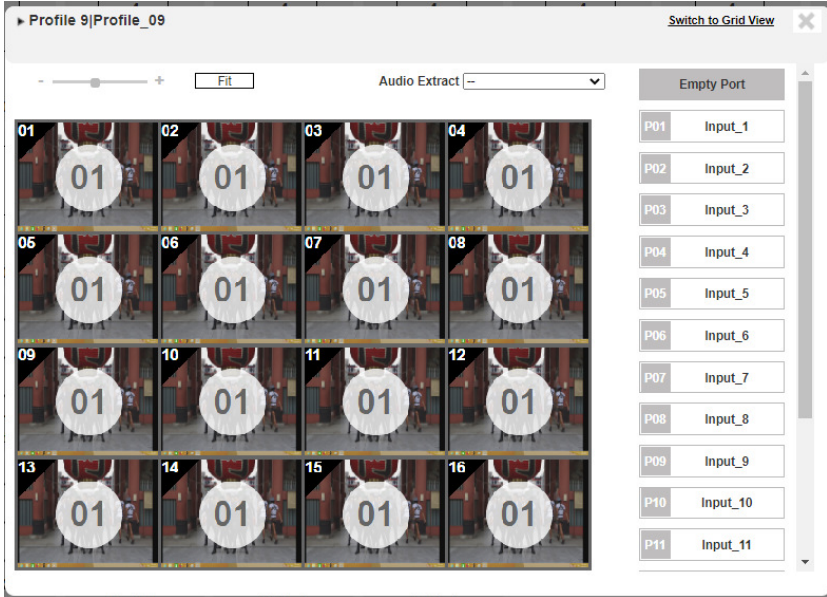 ▸ Profile 9|Profile_09
Switch to Grid View
- + Fit Audio Extract --
Empty Port
01 02 03 04
01 01 01 01
05 06 07 08
01 01 01 01
09 10 11 12
01 01 01 01
13 14 15 16
01 01 01 01
P01 Input_1
P02 Input_2
P03 Input_3
P04 Input_4
P05 Input_5
P06 Input_6
P07 Input_7
P08 Input_8
P09 Input_9
P10 Input_10
P11 Input_11